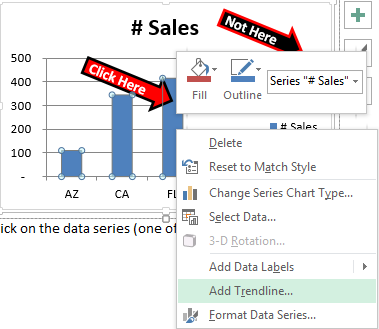 # Sales
Not Here
Click Here
500
400
300
200
100
-
AZ
CA
Fill
Outline
Series "# Sales"
# Sales
Delete
Reset to Match Style
Change Series Chart Type...
Select Data...
3-D Rotation...
Add Data Labels
Add Trendline...
Format Data Series...
ick on the data series (one of